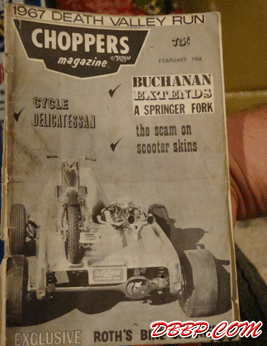 1967 DEATH VALLEY RUN
CHOPPERS
magazine
75¢
FEBRUARY 1968
BUCHANAN
EXTENDS
A SPRINGER FORK
CYCLE
DELICATESSAN
the scam on
scooter skins
EXCLUSIVE ROTH'S
DBBP.COM